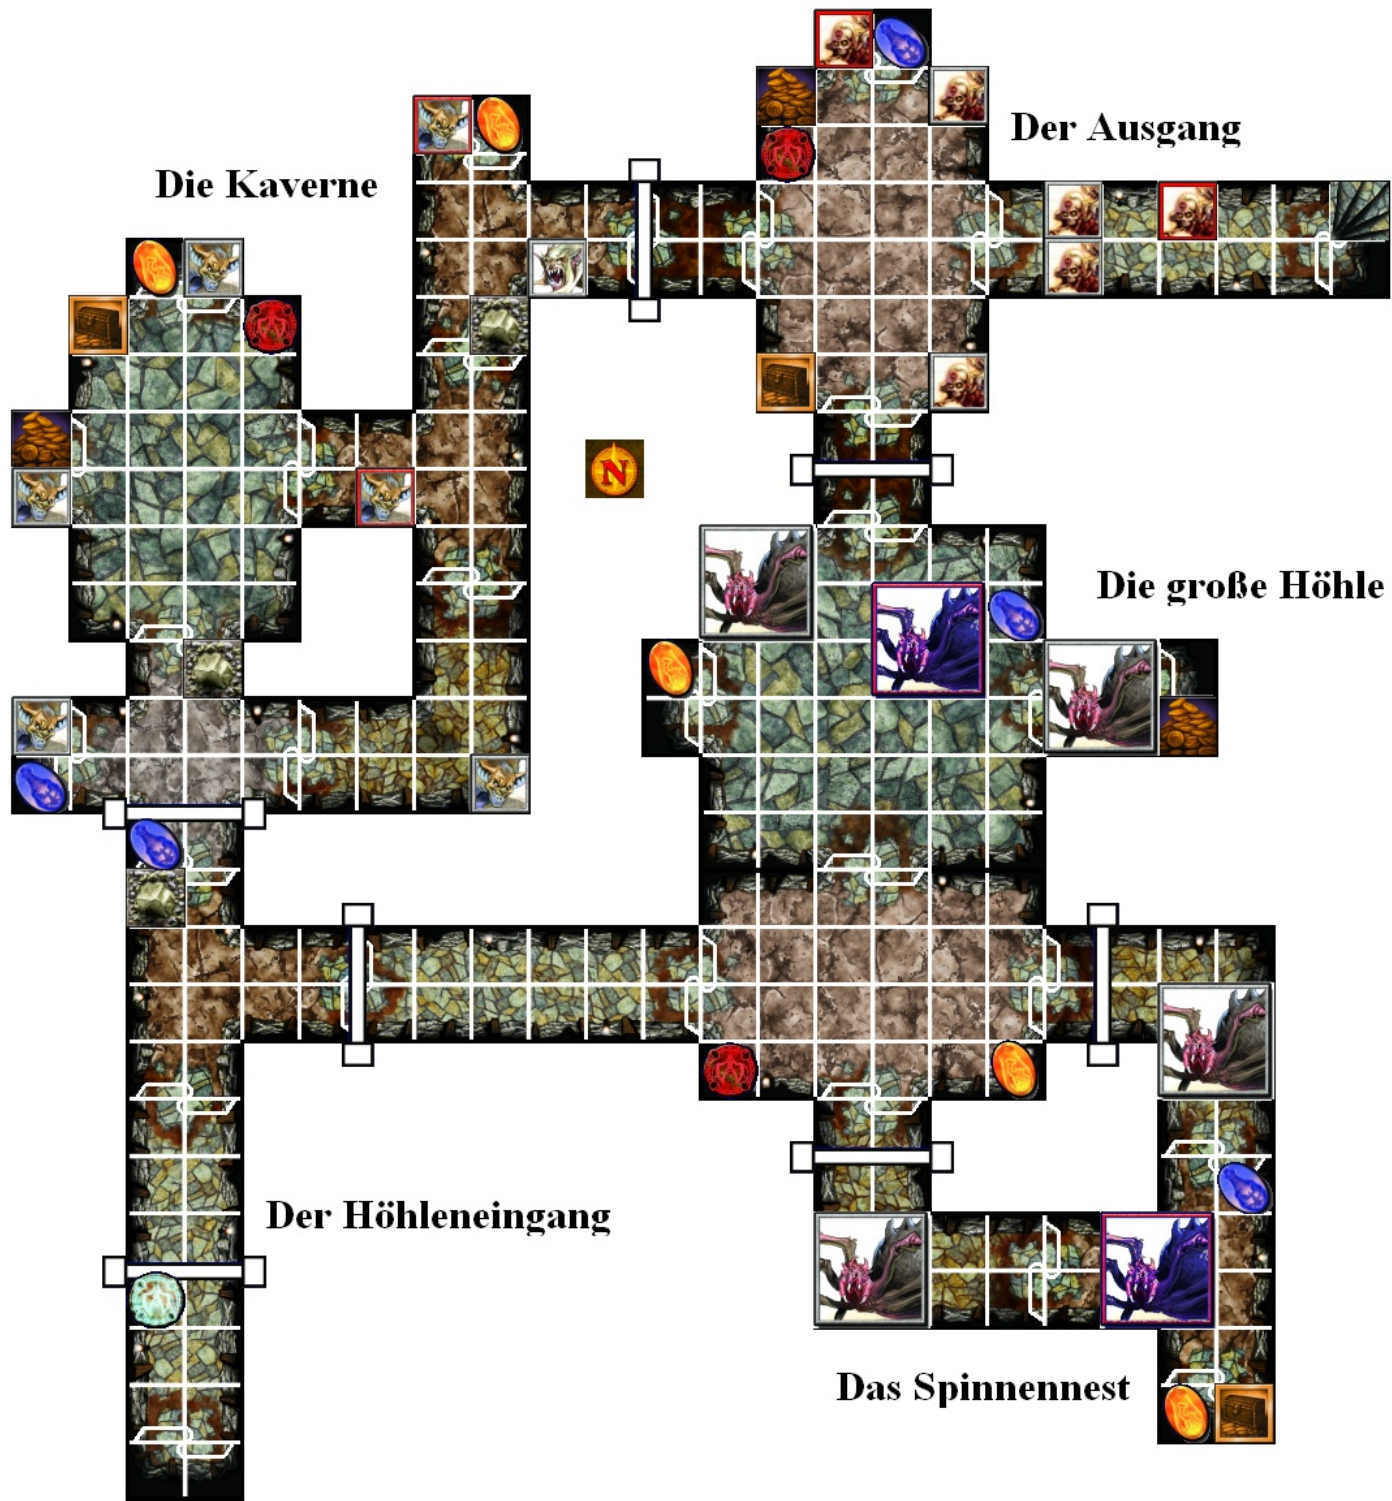 Der Ausgang
Die Kaverne
N
Die große Höhle
Der Höhleneingang
Das Spinnennest